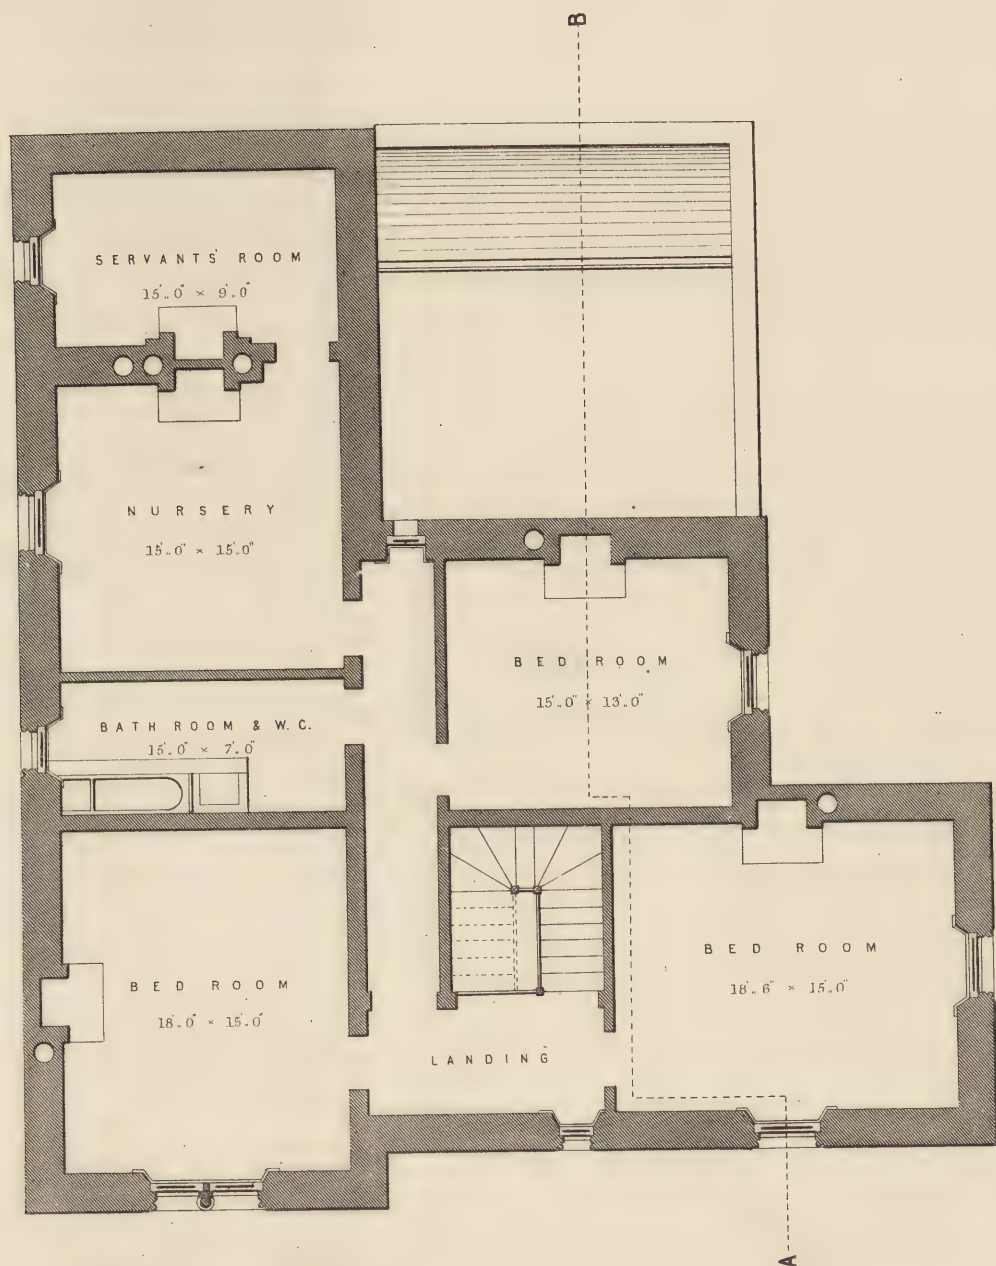 B
SERVANTS' ROOM
15'.0" × 9'.0"
NURSERY
15'.0" × 15'.0"
BED ROOM
15'.0" × 13'.0"
BATH ROOM & W.C.
15'.0" × 7'.0"
BED ROOM
18'.6" × 15'.0"
BED ROOM
18'.0" × 15'.0"
LANDING
A